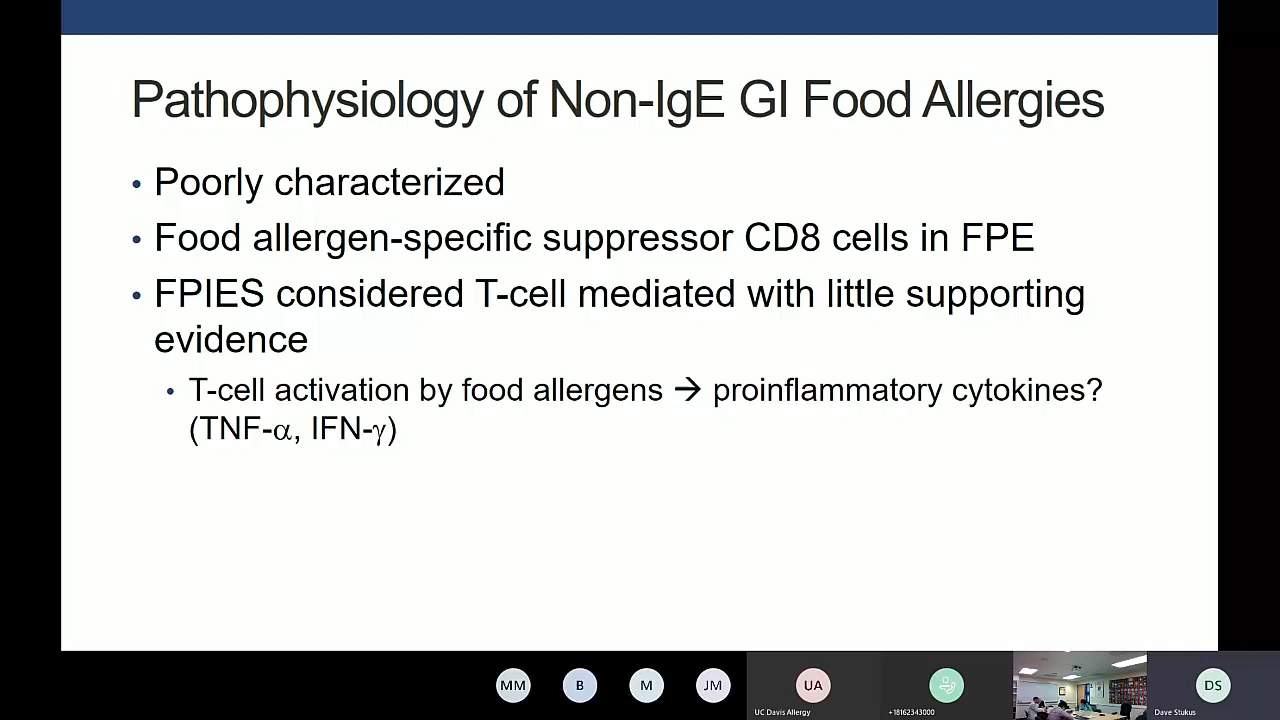 Pathophysiology of Non-IgE GI Food Allergies
• Poorly characterized
• Food allergen-specific suppressor CD8 cells in FPE
• FPIES considered T-cell mediated with little supporting
evidence
• T-cell activation by food allergens → proinflammatory cytokines?
(TNF-α, IFN-γ)
MM
B
M
JM
UA
DS
UC Davis Allergy
+18162343000
Dave Stukus